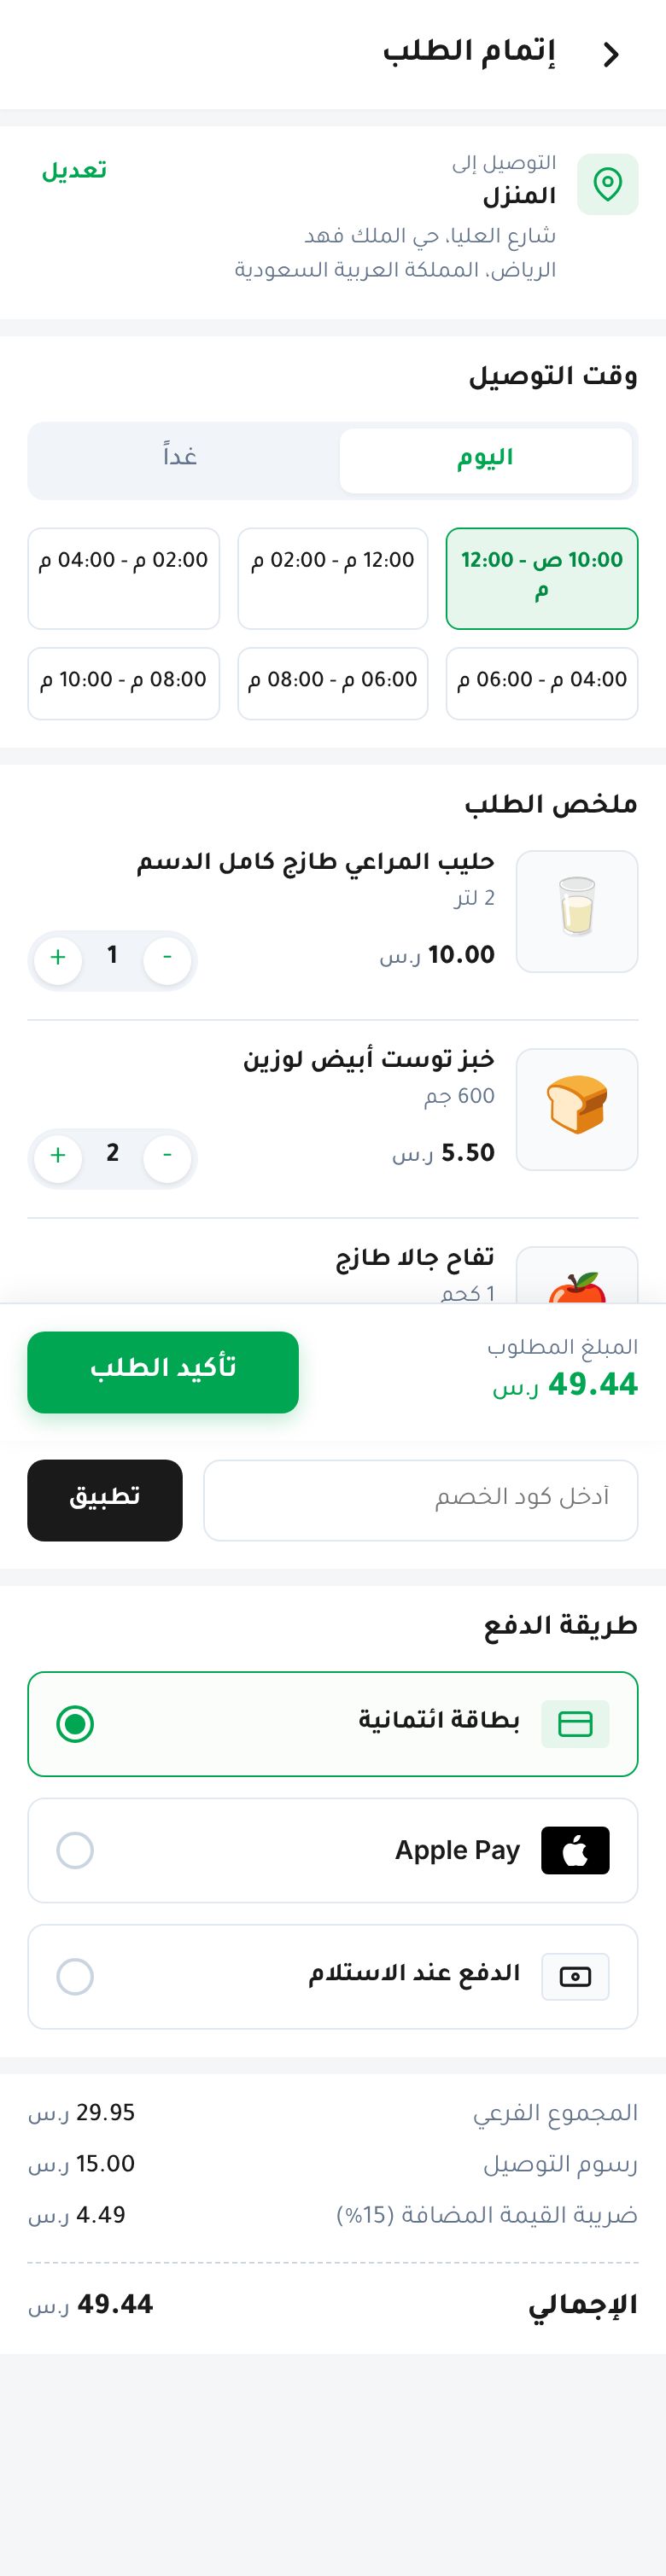 إتمام الطلب
التوصيل إلى
تعديل
المنزل
شارع العليا، حي الملك فهد
الرياض، المملكة العربية السعودية
وقت التوصيل
اليوم
غداً
10:00 ص - 12:00 م
12:00 م - 02:00 م
02:00 م - 04:00 م
04:00 م - 06:00 م
06:00 م - 08:00 م
08:00 م - 10:00 م
ملخص الطلب
حليب المراعي طازج كامل الدسم
2 لتر
10.00 ر.س
- 1 +
خبز توست أبيض لوزين
600 جم
5.50 ر.س
- 2 +
تفاح جالا طازج
1 كجم
المبلغ المطلوب
49.44 ر.س
تأكيد الطلب
أدخل كود الخصم
تطبيق
طريقة الدفع
بطاقة ائتمانية
Apple Pay
الدفع عند الاستلام
المجموع الفرعي
29.95 ر.س
رسوم التوصيل
15.00 ر.س
ضريبة القيمة المضافة (15%)
4.49 ر.س
الإجمالي
49.44 ر.س